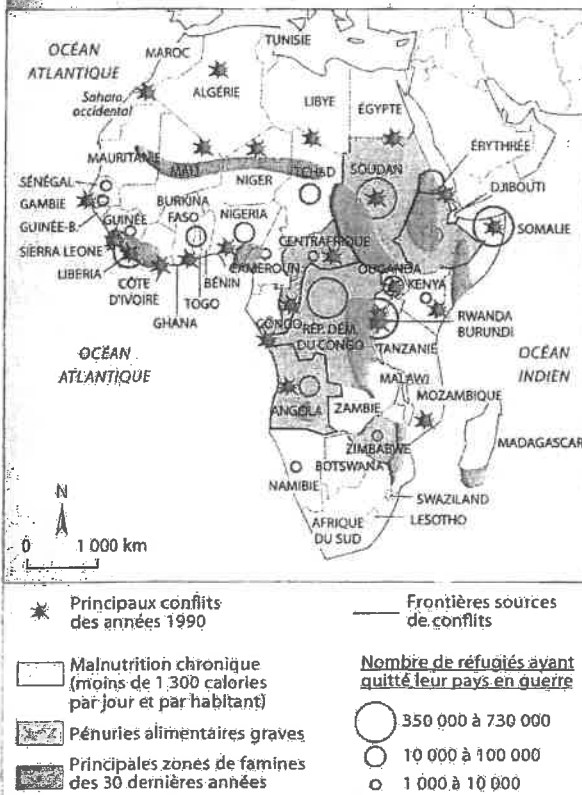 TUNISIE
OCÉAN
ATLANTIQUE
MAROC
ALGÉRIE
LIBYE
ÉGYPTE
Sahara
occidental
MAURITANIE
MALI
NIGER
TCHAD
SOUDAN
ÉRYTHRÉE
DJIBOUTI
SÉNÉGAL
GAMBIE
GUINÉE-B.
GUINÉE
BURKINA
FASO
NIGERIA
SIERRA LEONE
LIBERIA
CÔTE
D'IVOIRE
GHANA
TOGO
BÉNIN
CAMEROUN
CENTRAFRIQUE
OUGANDA
KENYA
SOMALIE
CONGO
RÉP. DÉM.
DU CONGO
RWANDA
BURUNDI
TANZANIE
OCÉAN
ATLANTIQUE
OCÉAN
INDIEN
ANGOLA
ZAMBIE
MALAWI
MOZAMBIQUE
MADAGASCAR
ZIMBABWE
BOTSWANA
NAMIBIE
SWAZILAND
LESOTHO
AFRIQUE
DU SUD
N
0 1 000 km
Principaux conflits
des années 1990
Malnutrition chronique
(moins de 1 300 calories
par jour et par habitant)
Pénuries alimentaires graves
Principales zones de famines
des 30 dernières années
Frontières sources
de conflits
Nombre de réfugiés ayant
quitté leur pays en guerre
350 000 à 730 000
10 000 à 100 000
1 000 à 10 000